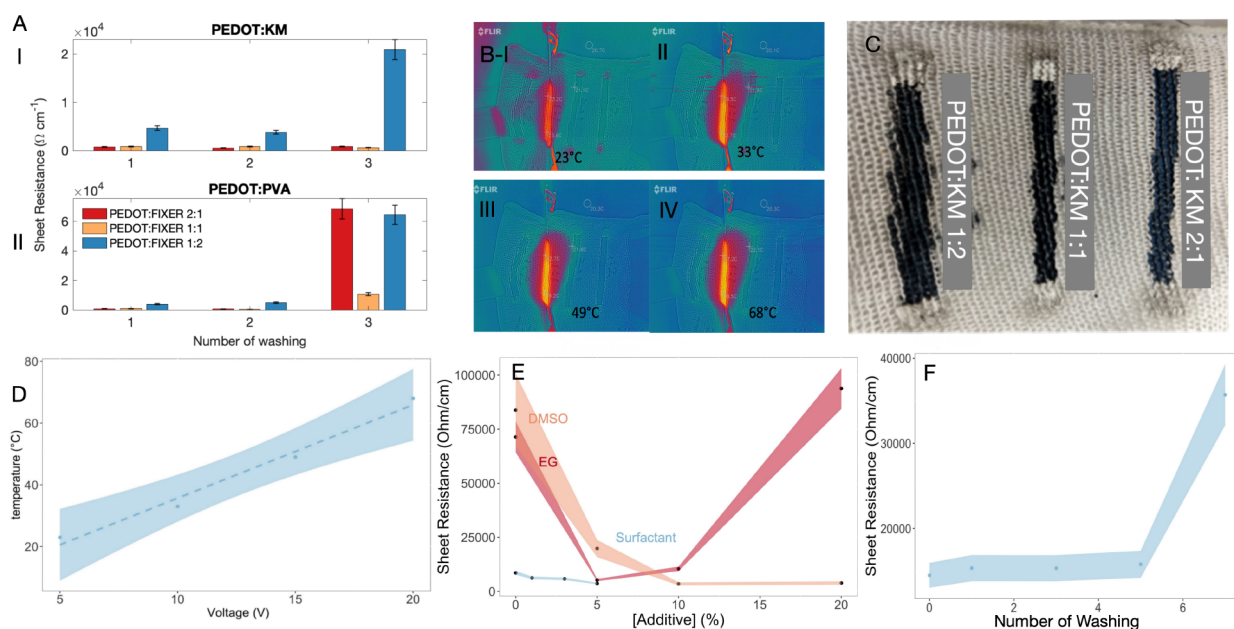 A
I
PEDOT:KM
×10⁴
2
1
0
1
2
3
Sheet Resistance (Ω cm⁻¹)
II
PEDOT:PVA
×10⁴
6
4
2
0
PEDOT:FIXER 2:1
PEDOT:FIXER 1:1
PEDOT:FIXER 1:2
1
2
3
Number of washing
FLIR
B-I
23°C
FLIR
II
33°C
FLIR
III
49°C
FLIR
IV
68°C
C
PEDOT:KM 1:2
PEDOT:KM 1:1
PEDOT: KM 2:1
D
temperature (°C)
80
60
40
20
5
10
15
20
Voltage (V)
E
Sheet Resistance (Ohm/cm)
100000
75000
50000
25000
0
DMSO
EG
Surfactant
0
5
10
20
[Additive] (%)
F
Sheet Resistance (Ohm/cm)
40000
30000
20000
10000
0
2
4
6
Number of Washing